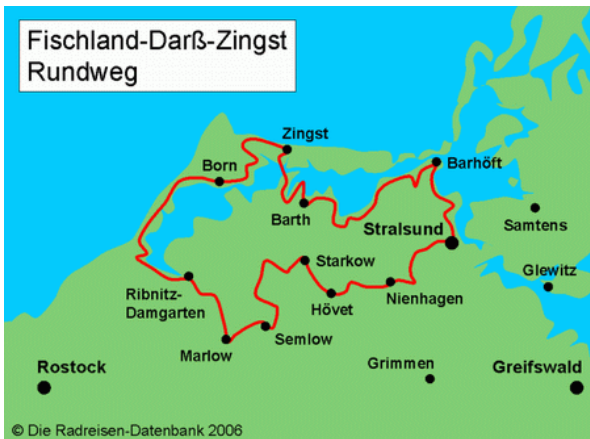 Fischland-Darß-Zingst
Rundweg
Zingst
Born
Barhöft
Barth
Stralsund
Samtens
Starkow
Glewitz
Ribnitz-
Damgarten
Hövet
Nienhagen
Marlow
Semlow
Rostock
Grimmen
Greifswald
© Die Radreisen-Datenbank 2006